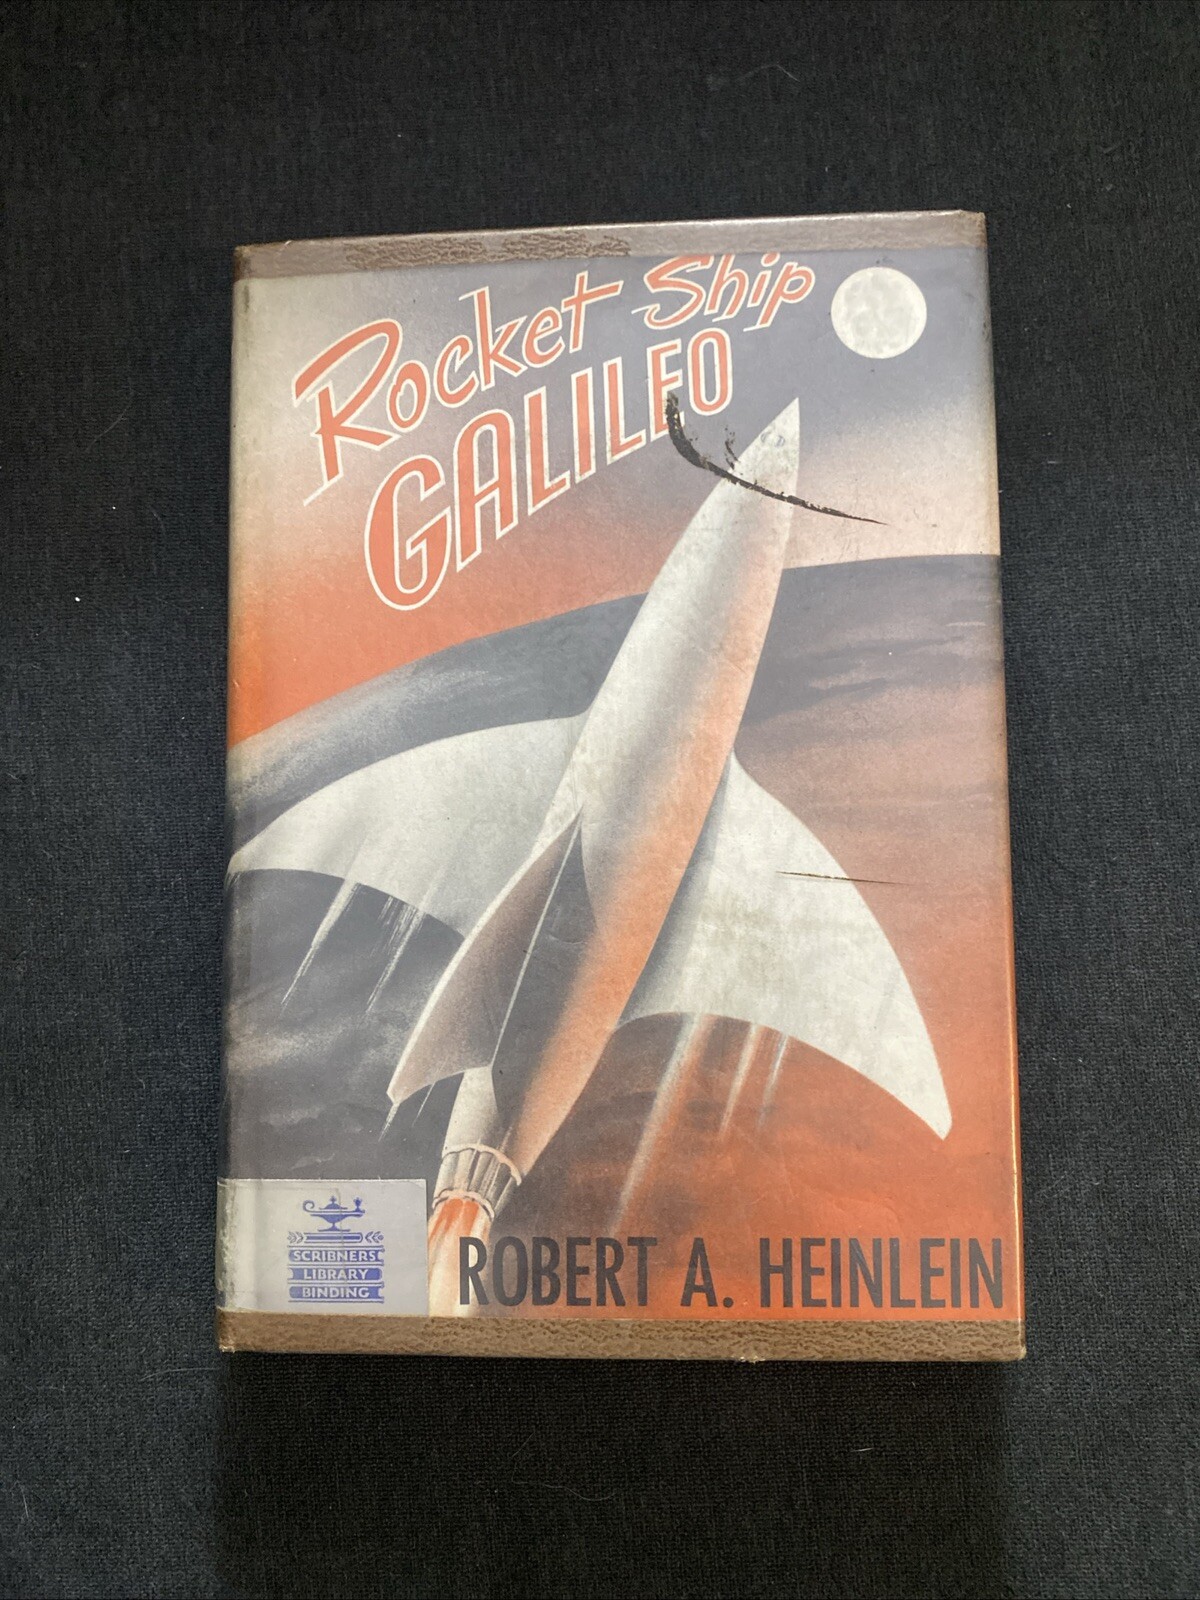 Rocket Ship
GALILEO
SCRIBNERS
LIBRARY
BINDING
ROBERT A. HEINLEIN